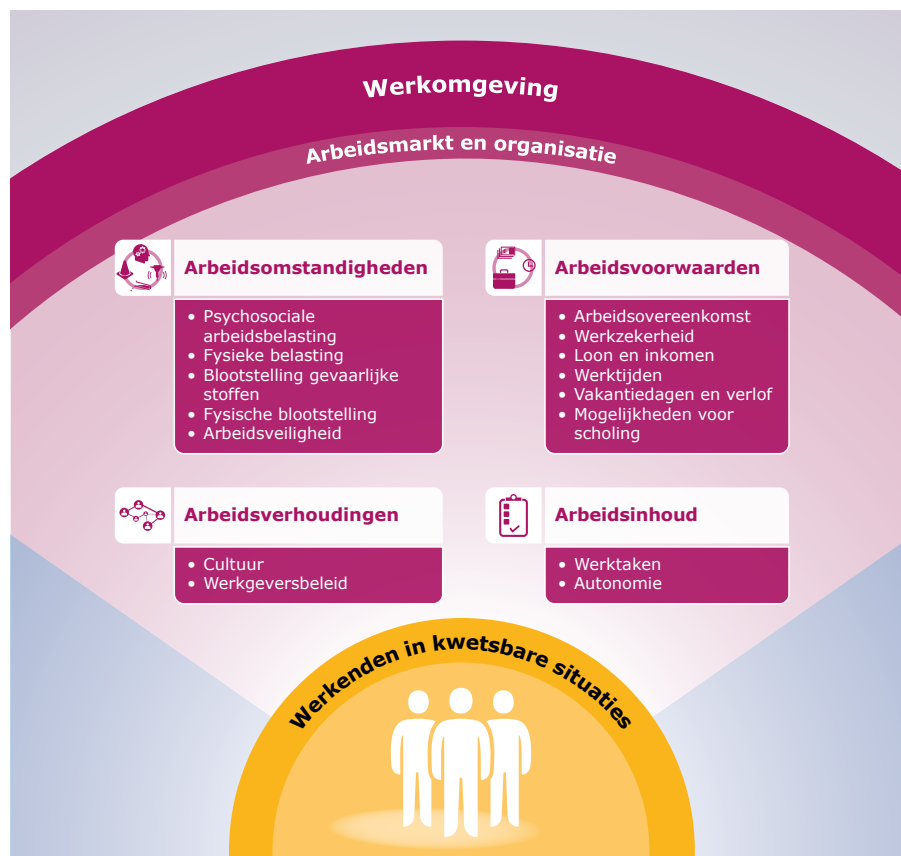 Werkomgeving
Arbeidsmarkt en organisatie
Arbeidsomstandigheden
• Psychosociale
arbeidsbelasting
• Fysieke belasting
• Blootstelling gevaarlijke
stoffen
• Fysische blootstelling
• Arbeidsveiligheid
Arbeidsvoorwaarden
• Arbeidsovereenkomst
• Werkzekerheid
• Loon en inkomen
• Werktijden
• Vakantiedagen en verlof
• Mogelijkheden voor
scholing
Arbeidsverhoudingen
• Cultuur
• Werkgeversbeleid
Arbeidsinhoud
• Werktaken
• Autonomie
Werkenden in kwetsbare situaties